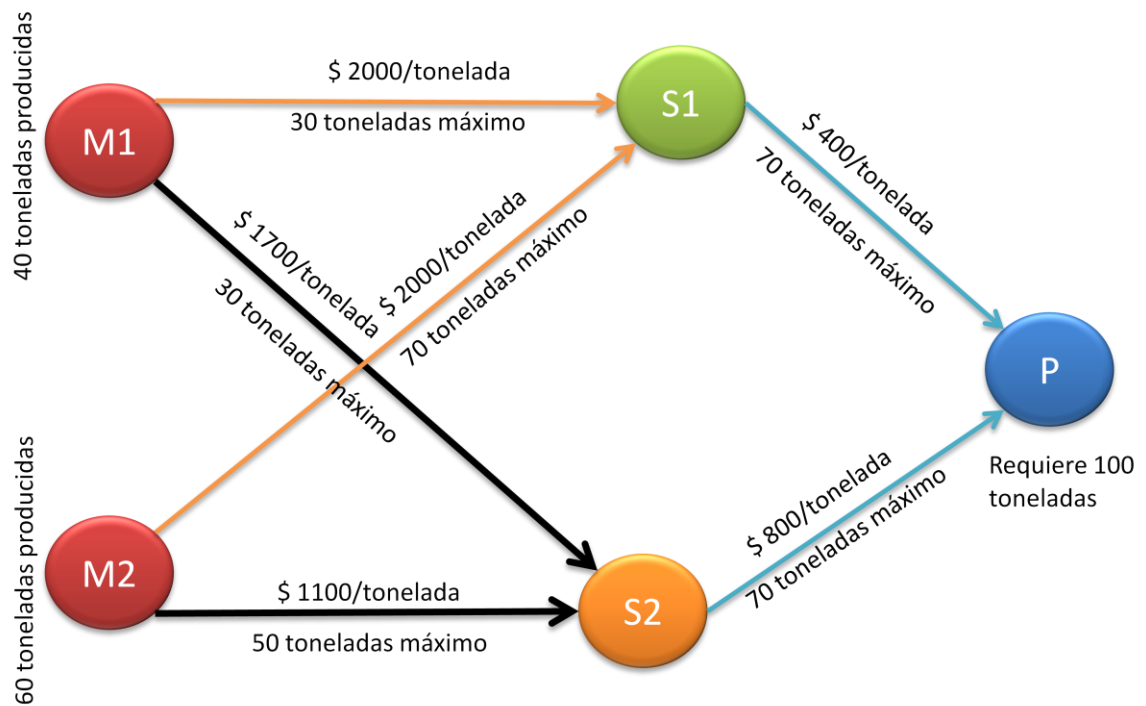 40 toneladas producidas
M1
$ 2000/tonelada
30 toneladas máximo
S1
$ 400/tonelada
70 toneladas máximo
$ 1700/tonelada
30 toneladas máximo
$ 2000/tonelada
70 toneladas máximo
P
Requiere 100
toneladas
60 toneladas producidas
M2
$ 1100/tonelada
50 toneladas máximo
S2
$ 800/tonelada
70 toneladas máximo